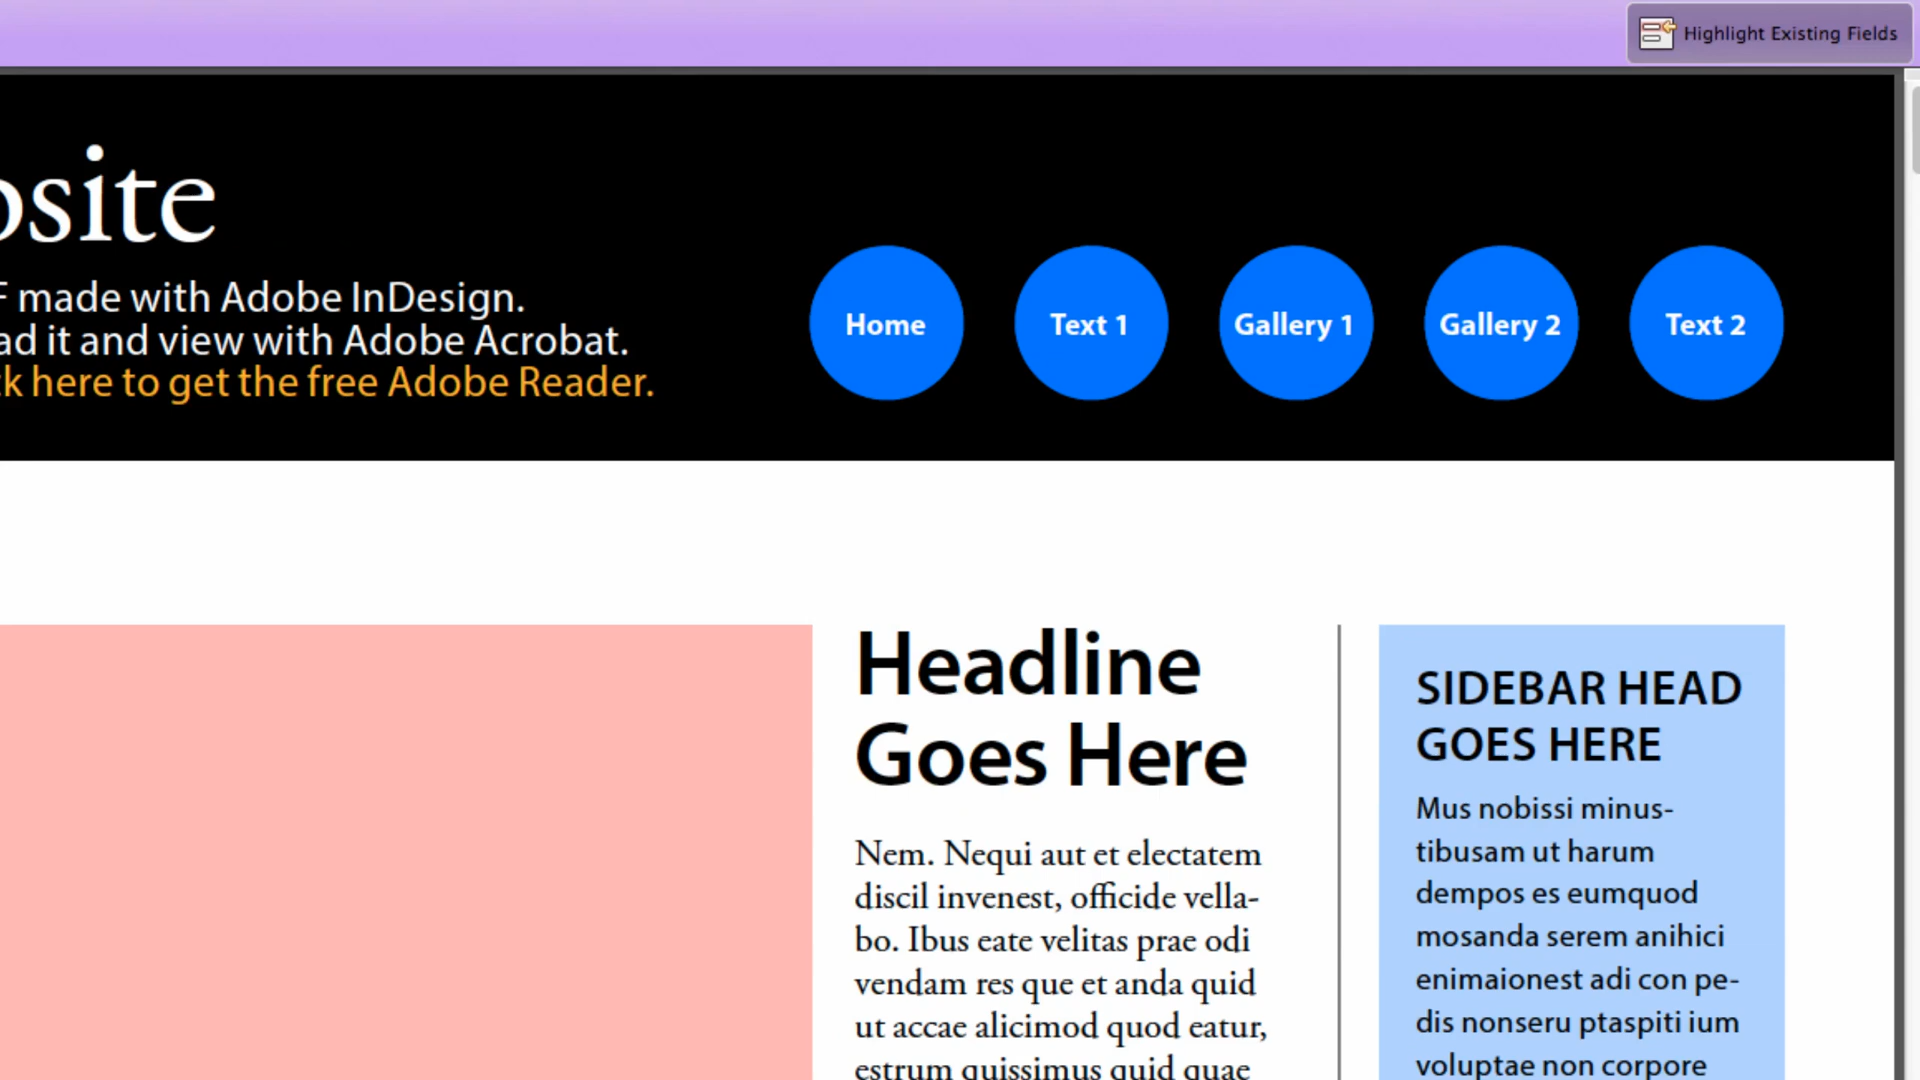 Highlight Existing Fields
site
made with Adobe InDesign.
it and view with Adobe Acrobat.
here to get the free Adobe Reader.
Home
Text 1
Gallery 1
Gallery 2
Text 2
Headline
Goes Here
Nem. Nequi aut et electatem
discil invenest, officide vella-
bo. Ibus eate velitas prae odi
vendam res que et anda quid
ut accae alicimod quod eatur,
estrum quissimus quid quae
SIDEBAR HEAD
GOES HERE
Mus nobissi minus-
tibusam ut harum
dempos es eumquod
mosanda serem anihici
enimaionest adi con pe-
dis nonseru ptaspiti ium
voluptae non corpore